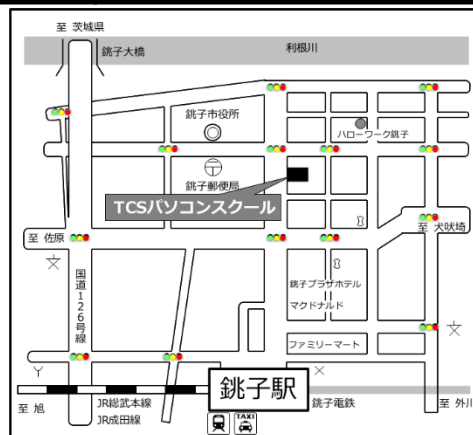 至 茨城県
銚子大橋
利根川
銚子市役所
ハローワーク銚子
銚子郵便局
TCSパソコンスクール
至 佐原
至 犬吠埼
国道126号線
銚子プラザホテル
マクドナルド
ファミリーマート
銚子駅
至 旭
JR総武本線
JR成田線
銚子電鉄
至 外川
TAXI